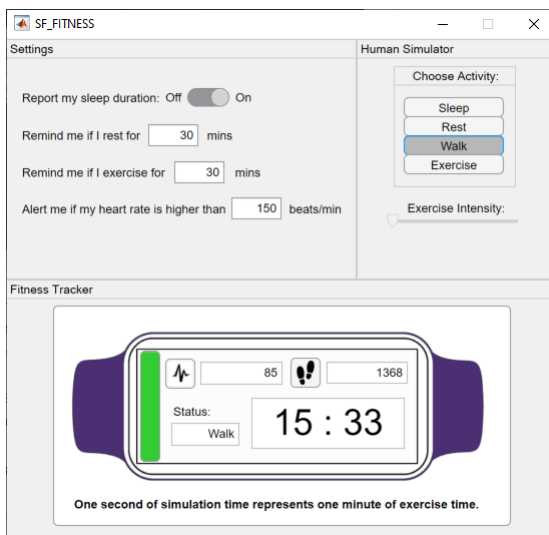 SF_FITNESS
Settings
Human Simulator
Choose Activity:
Report my sleep duration: Off On
Sleep
Remind me if I rest for 30 mins
Rest
Walk
Exercise
Remind me if I exercise for 30 mins
Alert me if my heart rate is higher than 150 beats/min
Exercise Intensity:
Fitness Tracker
85
1368
Status:
Walk
15 : 33
One second of simulation time represents one minute of exercise time.